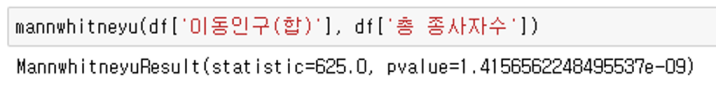 mannwhitneyu(df['이동인구(합)'], df['총 종사자수'])
MannwhitneyuResult(statistic=625.0, pvalue=1.4156562248495537e-09)